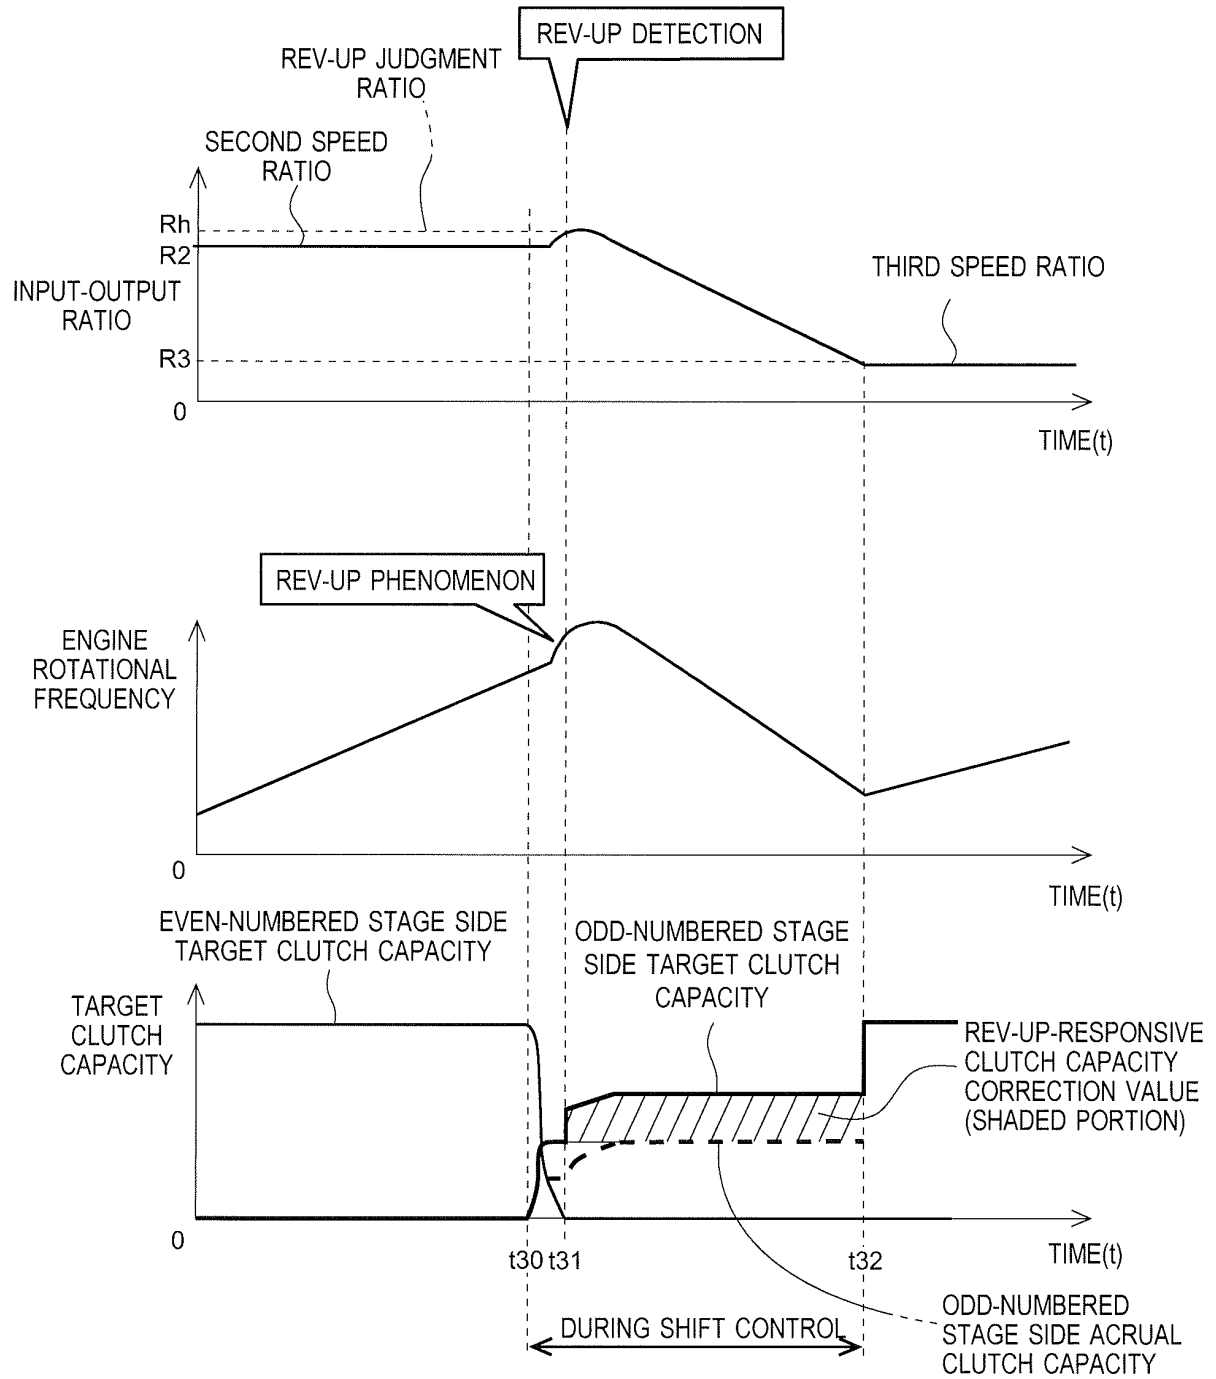 REV-UP DETECTION
REV-UP JUDGMENT
RATIO
SECOND SPEED
RATIO
Rh
R2
INPUT-OUTPUT
RATIO
THIRD SPEED RATIO
R3
0
TIME(t)
REV-UP PHENOMENON
ENGINE
ROTATIONAL
FREQUENCY
0
TIME(t)
EVEN-NUMBERED STAGE SIDE
TARGET CLUTCH CAPACITY
ODD-NUMBERED STAGE
SIDE TARGET CLUTCH
CAPACITY
TARGET
CLUTCH
CAPACITY
REV-UP-RESPONSIVE
CLUTCH CAPACITY
CORRECTION VALUE
(SHADED PORTION)
0
t30 t31
t32
TIME(t)
DURING SHIFT CONTROL
ODD-NUMBERED
STAGE SIDE ACRUAL
CLUTCH CAPACITY